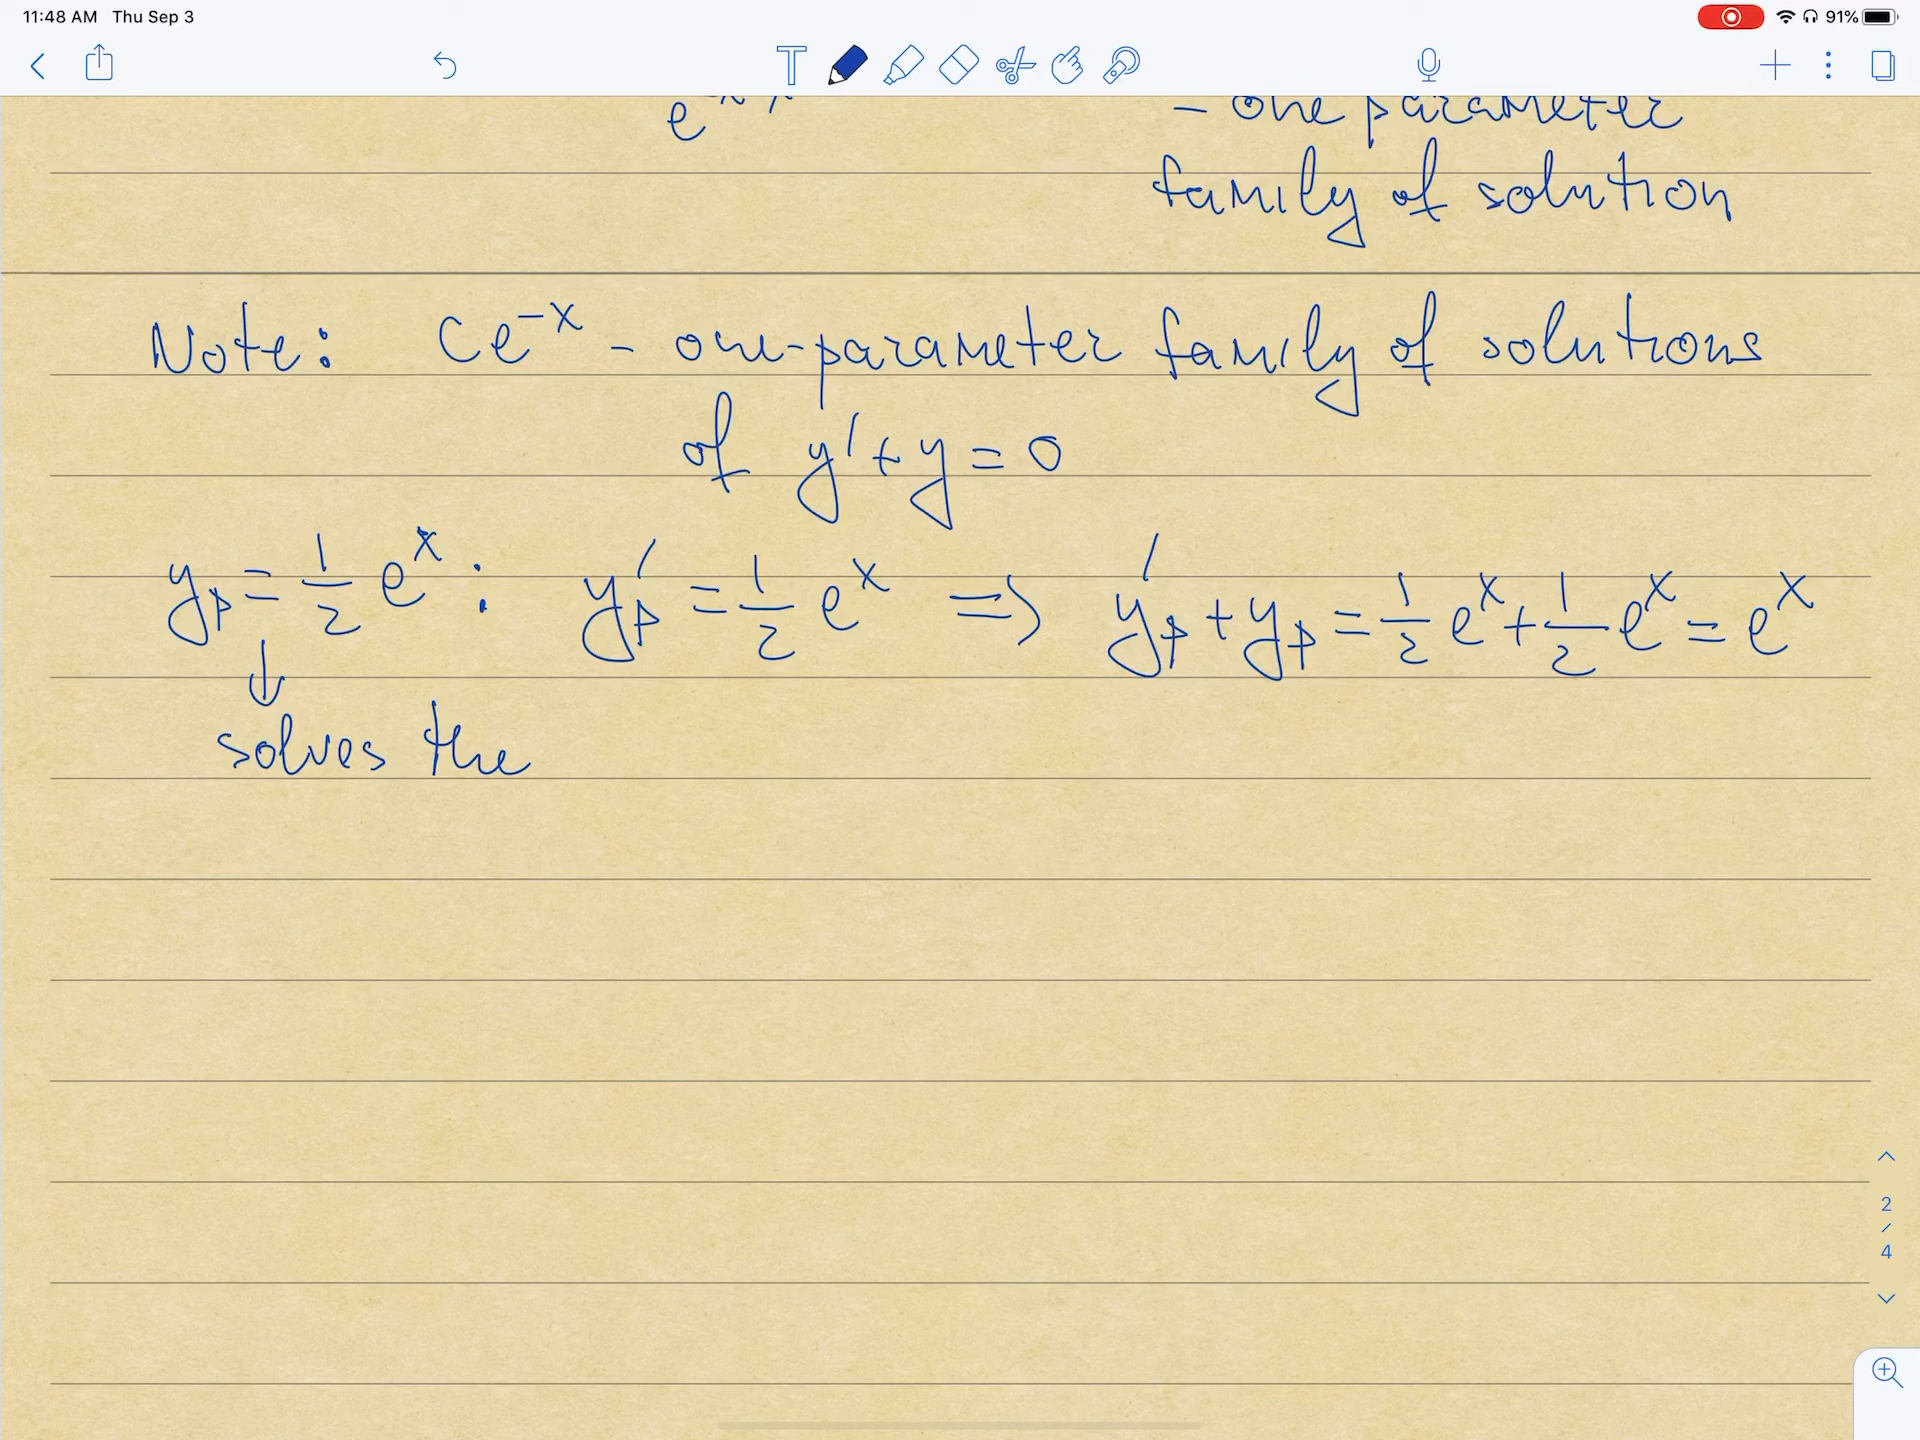 11:48 AM Thu Sep 3
91%
T
e
- one parameter
family of solution
Note: Ce^{-x} - one-parameter family of solutions
of y' + y = 0
y_p = 1/2 e^x : y_p' = 1/2 e^x => y_p' + y_p = 1/2 e^x + 1/2 e^x = e^x
↓
solves the
2
/
4